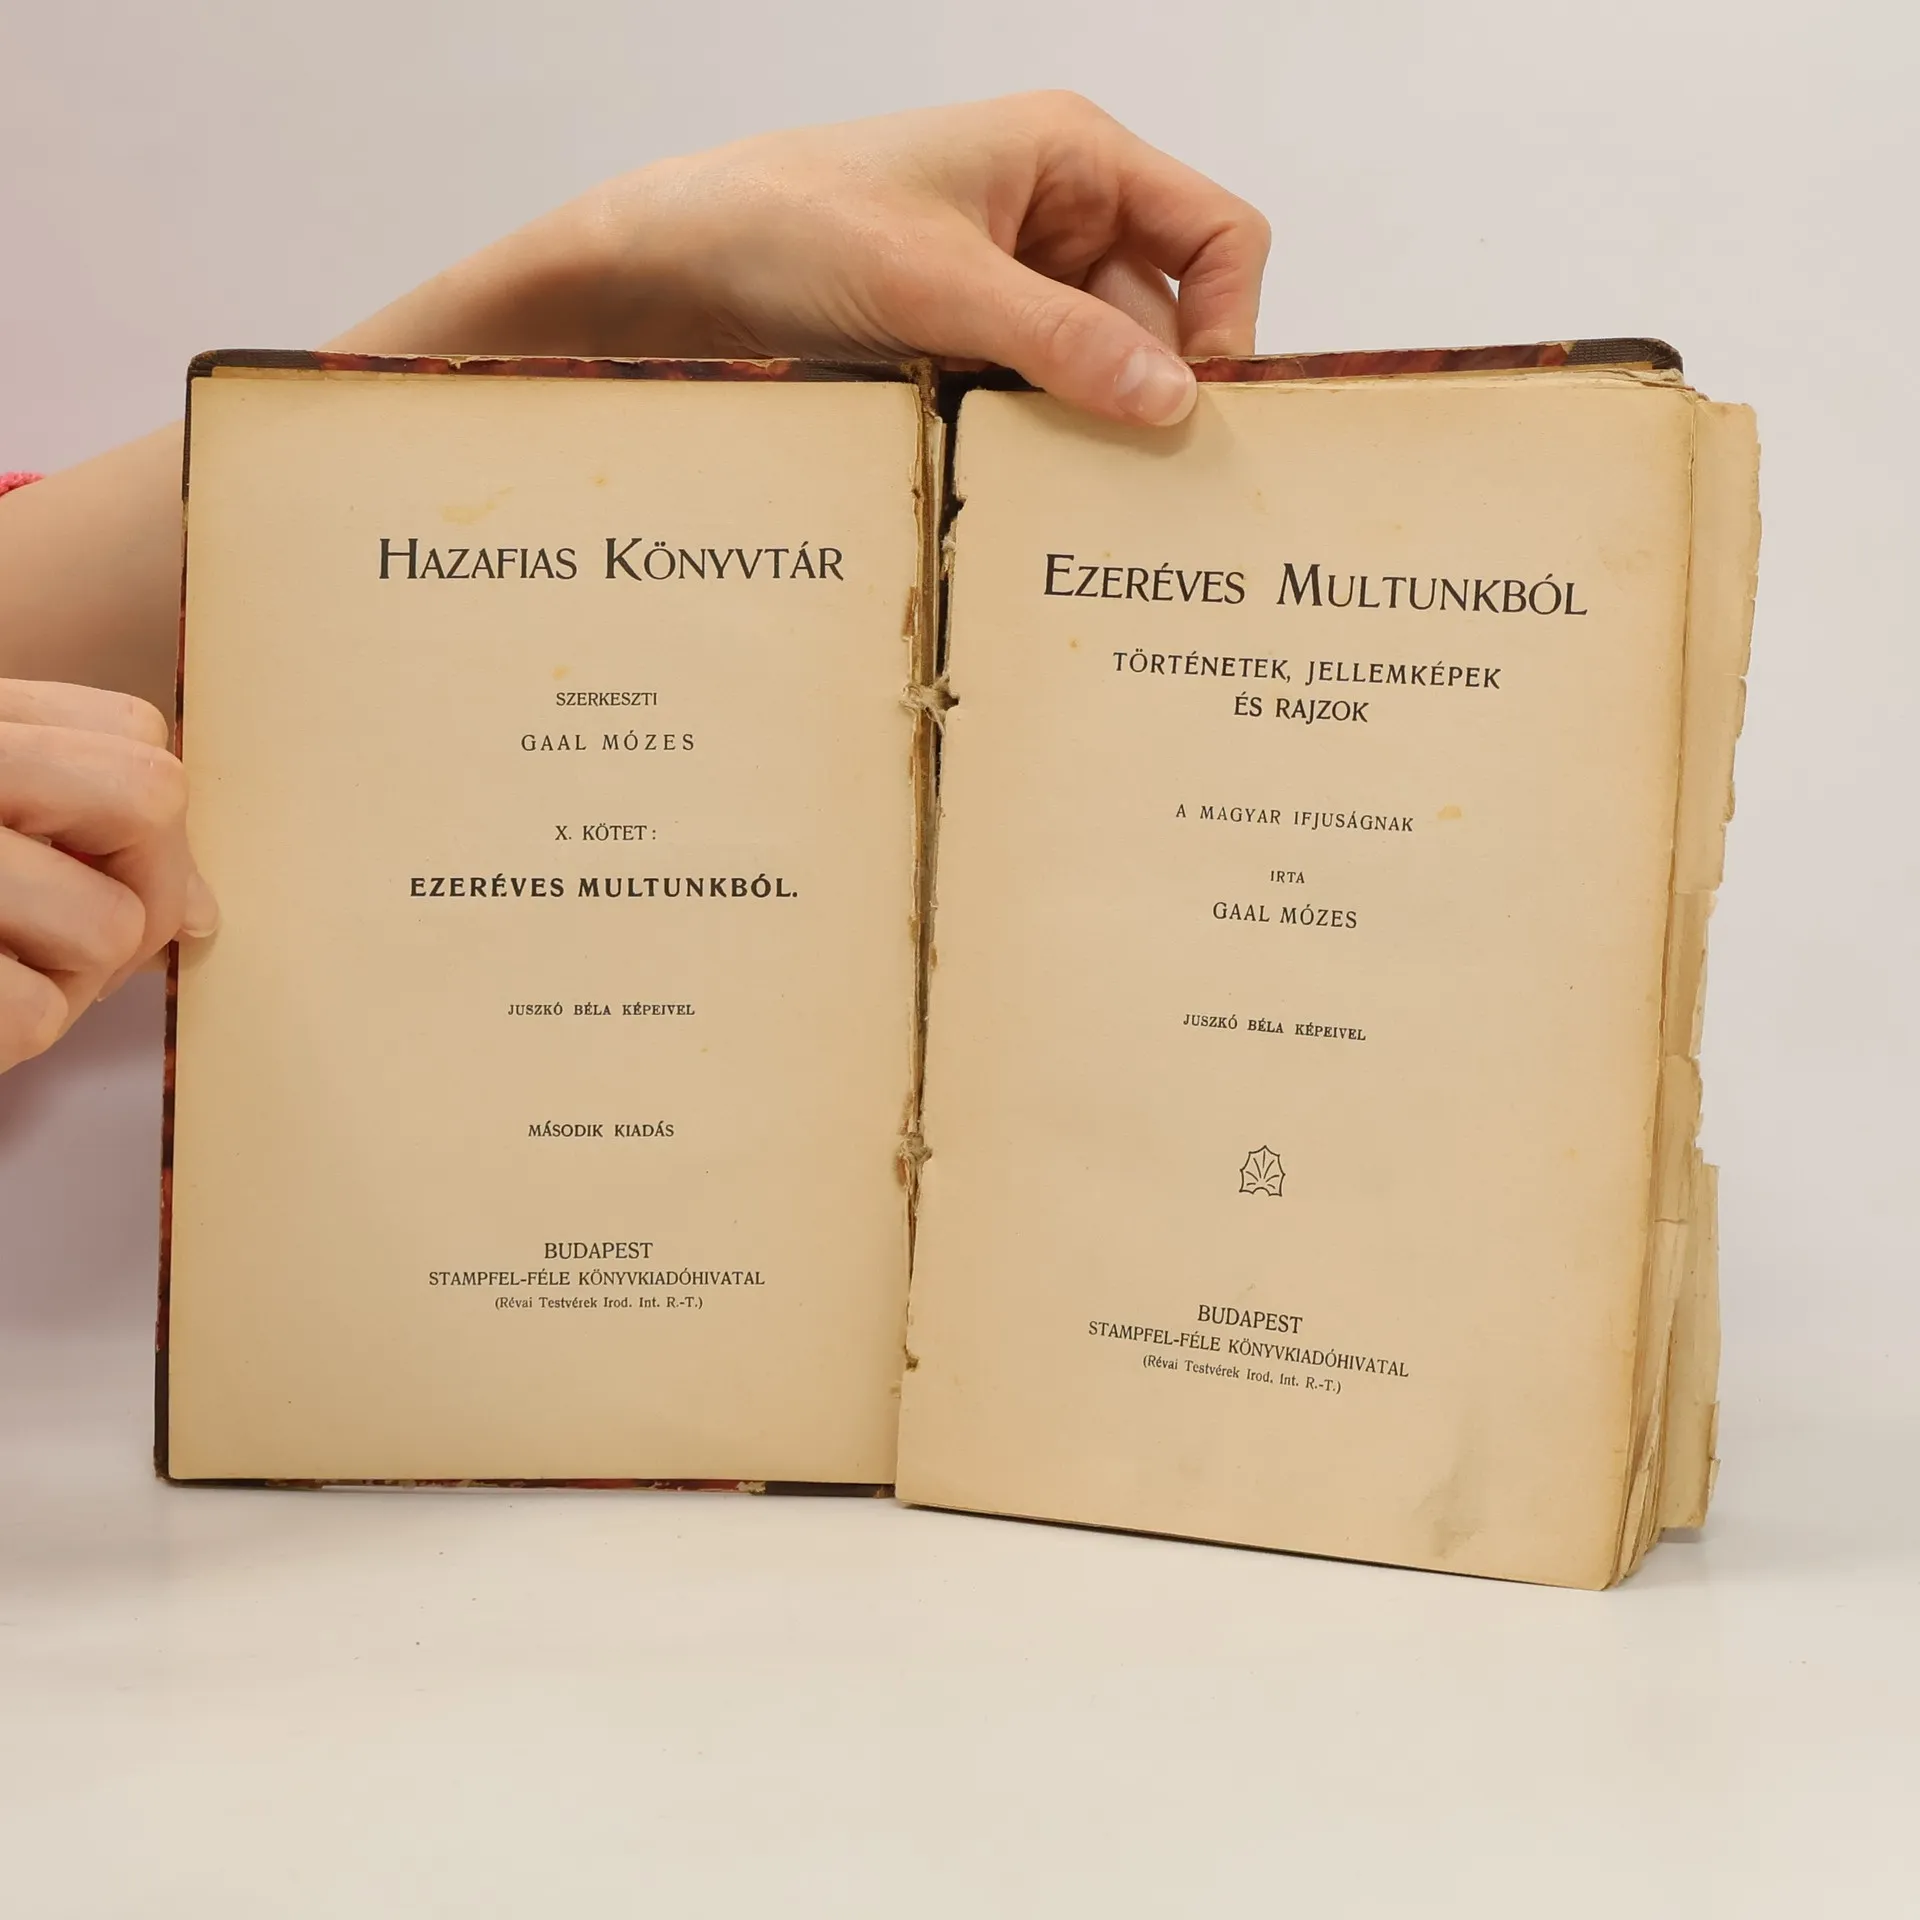 HAZAFIAS KÖNYVTÁR
SZERKESZTI
GAAL MÓZES
X. KÖTET:
EZERÉVES MULTUNKBÓL.
JUSZKÓ BÉLA KÉPEIVEL
MÁSODIK KIADÁS
BUDAPEST
STAMPFEL-FÉLE KÖNYVKIADÓHIVATAL
(Révai Testvérek Irod. Int. R.-T.)
EZERÉVES MULTUNKBÓL
TÖRTÉNETEK, JELLEMKÉPEK
ÉS RAJZOK
A MAGYAR IFJUSÁGNAK
IRTA
GAAL MÓZES
JUSZKÓ BÉLA KÉPEIVEL
BUDAPEST
STAMPFEL-FÉLE KÖNYVKIADÓHIVATAL
(Révai Testvérek Irod. Int. R.-T.)